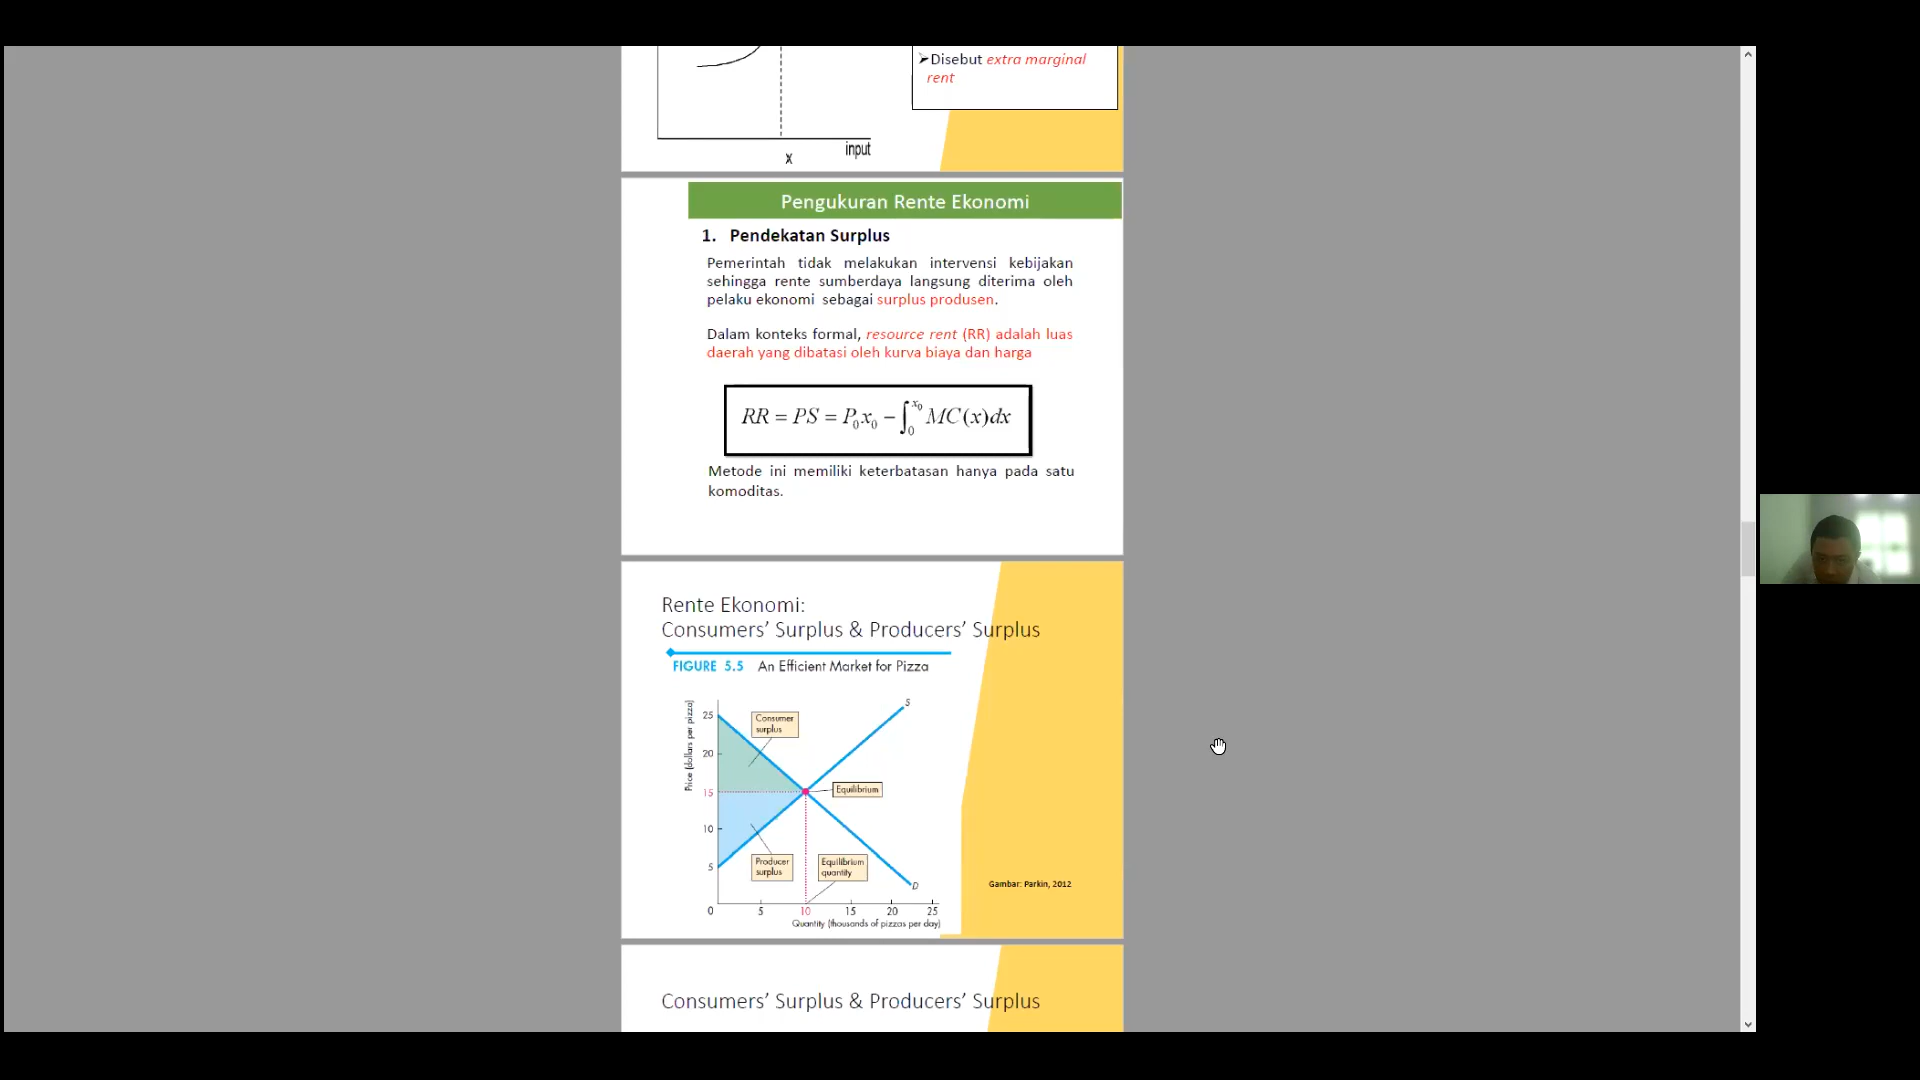 ➤Disebut extra marginal
rent
x
input
Pengukuran Rente Ekonomi
1. Pendekatan Surplus
Pemerintah tidak melakukan intervensi kebijakan
sehingga rente sumberdaya langsung diterima oleh
pelaku ekonomi sebagai surplus produsen.
Dalam konteks formal, resource rent (RR) adalah luas
daerah yang dibatasi oleh kurva biaya dan harga
RR = PS = P₀x₀ − ∫₀^x₀ MC(x)dx
Metode ini memiliki keterbatasan hanya pada satu
komoditas.
Rente Ekonomi:
Consumers’ Surplus & Producers’ Surplus
FIGURE 5.5 An Efficient Market for Pizza
Price (dollars per pizza)
25
20
15
10
5
0
S
Consumer
surplus
Equilibrium
Producer
surplus
Equilibrium
quantity
D
5
10
15
20
25
Quantity (thousands of pizzas per day)
Gambar: Parkin, 2012
Consumers’ Surplus & Producers’ Surplus